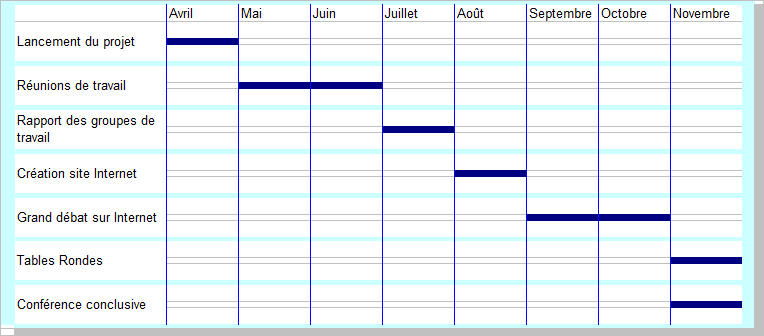 Avril Mai Juin Juillet Août Septembre Octobre Novembre
Lancement du projet
Réunions de travail
Rapport des groupes de
travail
Création site Internet
Grand débat sur Internet
Tables Rondes
Conférence conclusive